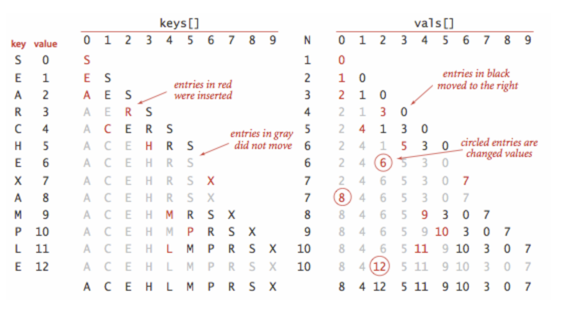 keys[] vals[]
key value 0 1 2 3 4 5 6 7 8 9 N 0 1 2 3 4 5 6 7 8 9
S 0 S 1 0
E 1 E S 2 1 0
A 2 A E S 3 2 1 0
R 3 A E R S 4 2 1 3 0
C 4 A C E R S 5 2 4 1 3 0
H 5 A C E H R S 6 2 4 1 5 3 0
E 6 A C E H R S 6 2 4 6 5 3 0
X 7 A C E H R S X 7 2 4 6 5 3 0 7
A 8 A C E H R S X 7 8 4 6 5 3 0 7
M 9 A C E H M R S X 8 8 4 6 5 9 3 0 7
P 10 A C E H M P R S X 9 8 4 6 5 9 10 3 0 7
L 11 A C E H L M P R S X 10 8 4 6 5 11 9 10 3 0 7
E 12 A C E H L M P R S X 10 8 4 12 5 11 9 10 3 0 7
A C E H L M P R S X 8 4 12 5 11 9 10 3 0 7
entries in red
were inserted
entries in gray
did not move
entries in black
moved to the right
circled entries are
changed values